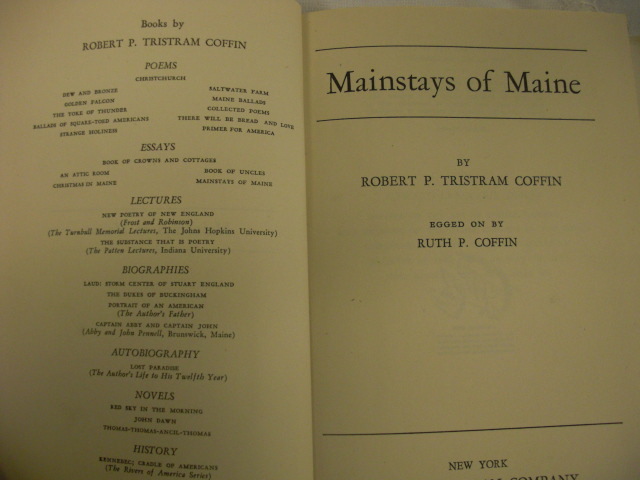 Books by
ROBERT P. TRISTRAM COFFIN
POEMS
CHRISTCHURCH
DEW AND BRONZE
GOLDEN FALCON
THE YOKE OF THUNDER
BALLADS OF SQUARE-TOED AMERICANS
STRANGE HOLINESS
SALTWATER FARM
MAINE BALLADS
COLLECTED POEMS
THERE WILL BE BREAD AND LOVE
PRIMER FOR AMERICA
ESSAYS
BOOK OF CROWNS AND COTTAGES
AN ATTIC ROOM
CHRISTMAS IN MAINE
BOOK OF UNCLES
MAINSTAYS OF MAINE
LECTURES
NEW POETRY OF NEW ENGLAND
(Frost and Robinson)
(The Turnbull Memorial Lectures, The Johns Hopkins University)
THE SUBSTANCE THAT IS POETRY
(The Patten Lectures, Indiana University)
BIOGRAPHIES
LAUD: STORM CENTER OF STUART ENGLAND
THE DUKES OF BUCKINGHAM
PORTRAIT OF AN AMERICAN
(The Author's Father)
CAPTAIN ABBY AND CAPTAIN JOHN
(Abby and John Pennell, Brunswick, Maine)
AUTOBIOGRAPHY
LOST PARADISE
(The Author's Life to His Twelfth Year)
NOVELS
RED SKY IN THE MORNING
JOHN DAWN
THOMAS-THOMAS-ANCIL-THOMAS
HISTORY
KENNEBEC; CRADLE OF AMERICANS
(The Rivers of America Series)
Mainstays of Maine
BY
ROBERT P. TRISTRAM COFFIN
EGGED ON BY
RUTH P. COFFIN
NEW YORK
COMPANY